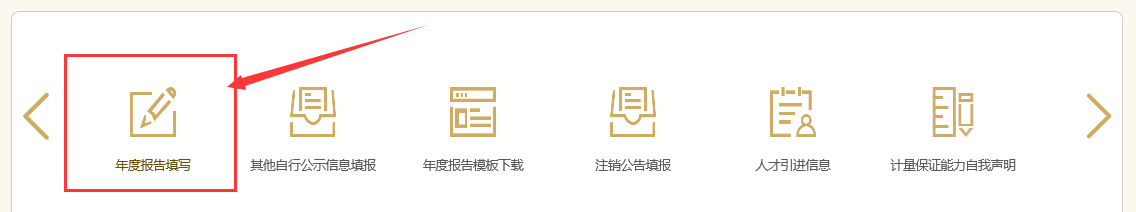 年度报告填写
其他自行公示信息填报
年度报告模板下载
注销公告填报
人才引进信息
计量保证能力自我声明